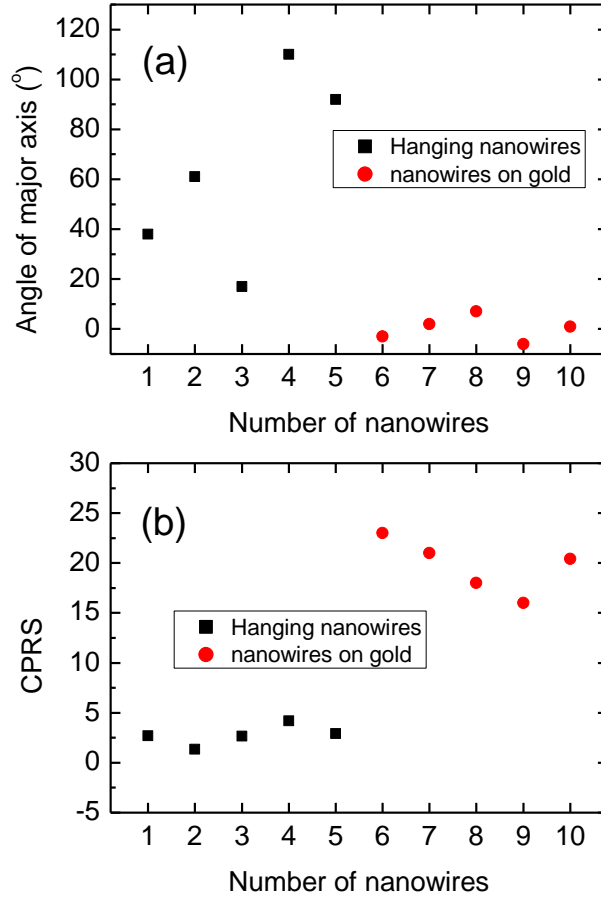 120
100
80
60
40
20
0
Angle of major axis (°)
(a)
Hanging nanowires
nanowires on gold
1 2 3 4 5 6 7 8 9 10
Number of nanowires
30
25
20
15
10
5
0
-5
CPRS
(b)
Hanging nanowires
nanowires on gold
1 2 3 4 5 6 7 8 9 10
Number of nanowires